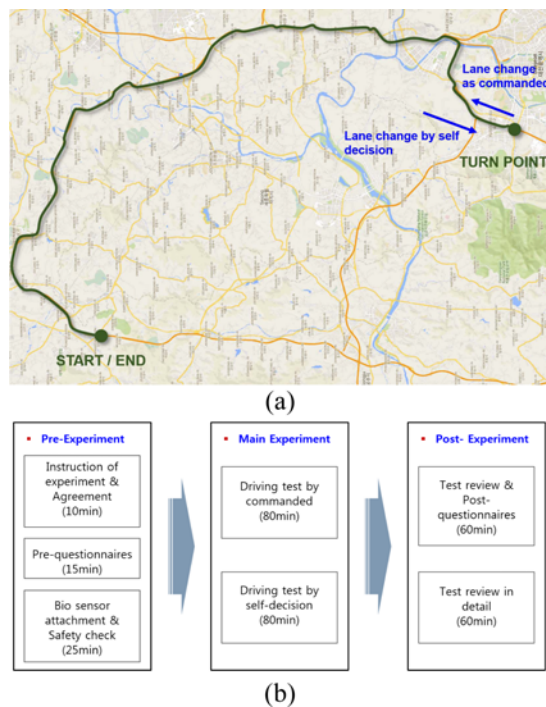 Lane change
as commanded
Lane change by self
decision
TURN POINT
START / END
(a)
Pre-Experiment
Instruction of
experiment &
Agreement
(10min)
Pre-questionnaires
(15min)
Bio sensor
attachment &
Safety check
(25min)
Main Experiment
Driving test by
commanded
(80min)
Driving test by
self-decision
(80min)
Post- Experiment
Test review &
Post-
questionnaires
(60min)
Test review in
detail
(60min)
(b)